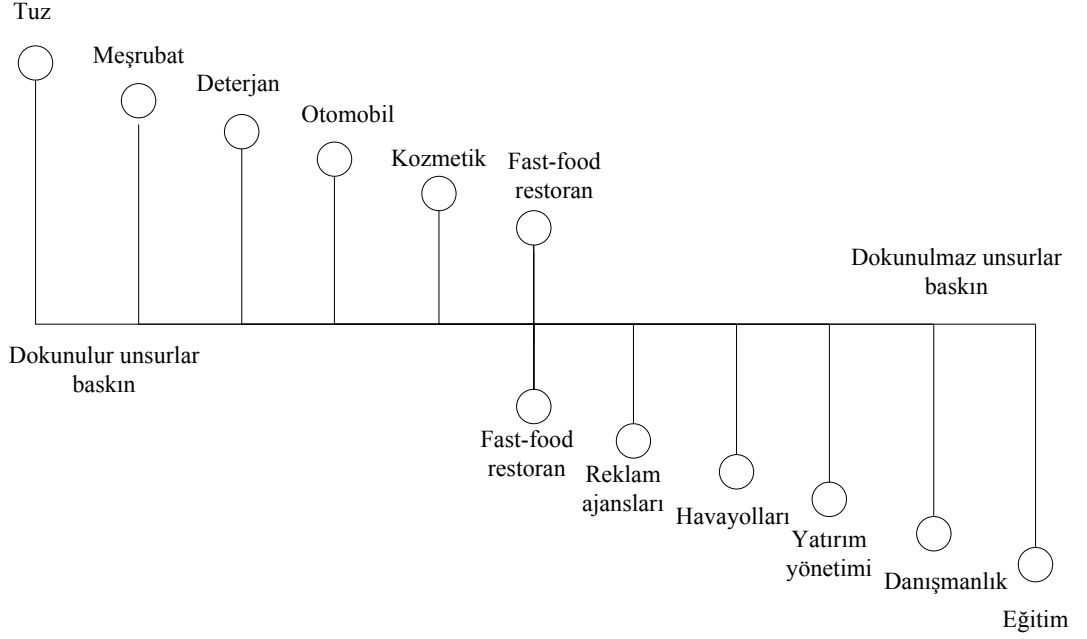 Tuz
Meşrubat
Deterjan
Otomobil
Kozmetik
Fast-food
restoran
Dokunulmaz unsurlar
baskın
Dokunulur unsurlar
baskın
Fast-food
restoran
Reklam
ajansları
Havayolları
Yatırım
yönetimi
Danışmanlık
Eğitim